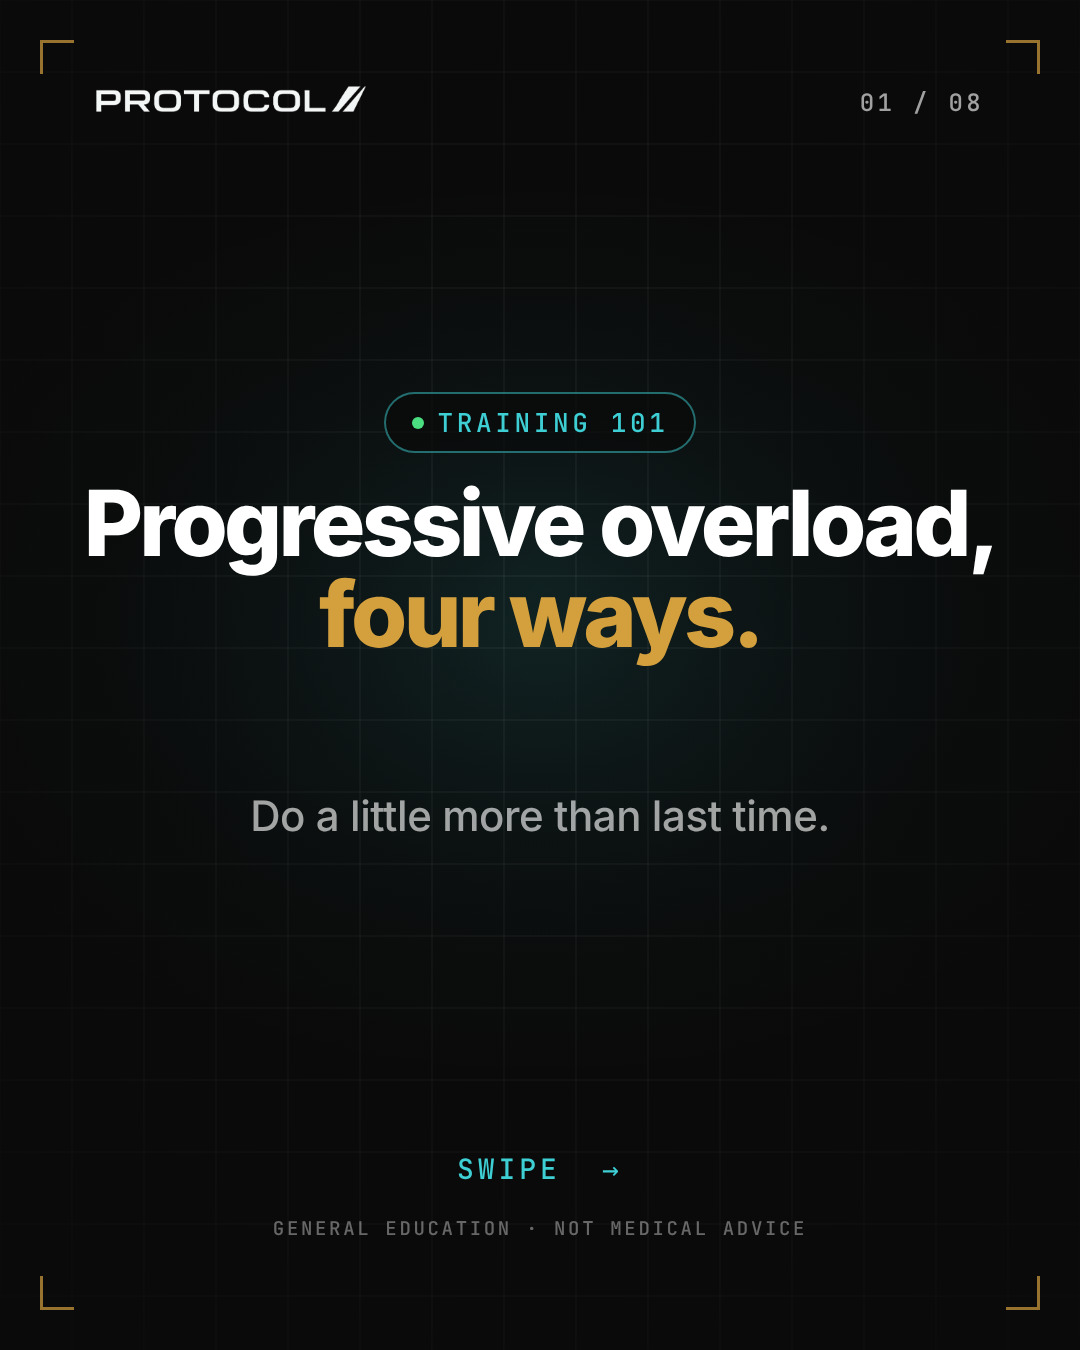 PROTOCOL
01 / 08
TRAINING 101
Progressive overload,
four ways.
Do a little more than last time.
SWIPE →
GENERAL EDUCATION · NOT MEDICAL ADVICE